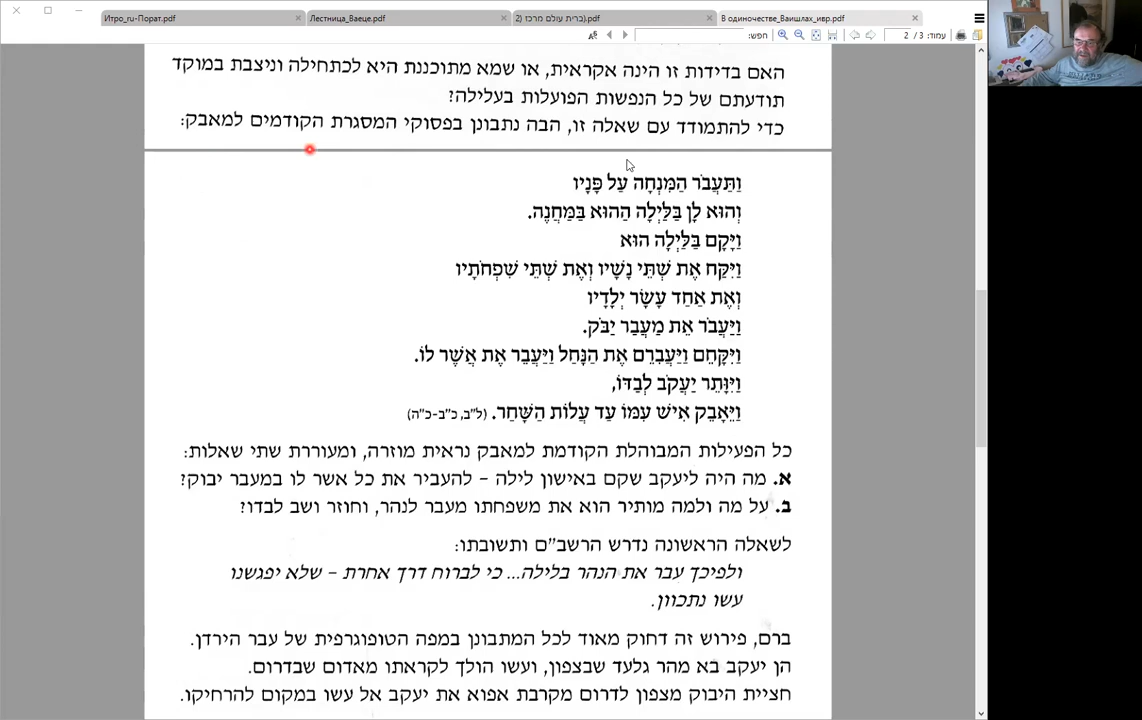 Итро_ru-Порат.pdf
Лестница_Ваеце.pdf
2) ברית עולם מרכז).pdf
В одиночестве_Ваишлах_ивр.pdf
עמוד: 2 / 3
חיפש:
האם בדידות זו הינה אקראית, או שמא מתוכננת היא לכתחילה וניצבת במוקד
תודעתם של כל הנפשות הפועלות בעלילה?
כדי להתמודד עם שאלה זו, הבה נתבונן בפסוקי המסגרת הקודמים למאבק:
וַתַּעֲבֹר הַמִּנְחָה עַל פָּנָיו
וְהוּא לָן בַּלַּיְלָה הַהוּא בַּמַּחֲנֶה.
וַיָּקָם בַּלַּיְלָה הוּא
וַיִּקַּח אֶת שְׁתֵּי נָשָׁיו וְאֶת שְׁתֵּי שִׁפְחֹתָיו
וְאֶת אַחַד עָשָׂר יְלָדָיו
וַיַּעֲבֹר אֵת מַעֲבַר יַבֹּק.
וַיִּקָּחֵם וַיַּעֲבִרֵם אֶת הַנָּחַל וַיַּעֲבֵר אֶת אֲשֶׁר לוֹ.
וַיִּוָּתֵר יַעֲקֹב לְבַדּוֹ,
וַיֵּאָבֵק אִישׁ עִמּוֹ עַד עֲלוֹת הַשָּׁחַר. (ל"ב, כ"ב-כ"ה)
כל הפעילות המבוהלת הקודמת למאבק נראית מוזרה, ומעוררת שתי שאלות:
א. מה היה ליעקב שקם באישון לילה – להעביר את כל אשר לו במעבר יבוק?
ב. על מה ולמה מותיר הוא את משפחתו מעבר לנהר, וחוזר ושב לבדו?
לשאלה הראשונה נדרש הרשב"ם ותשובתו:
ולפיכך עבר את הנהר בלילה... כי לברוח דרך אחרת – שלא יפגשנו
עשו נתכוון.
ברם, פירוש זה דחוק מאוד לכל המתבונן במפה הטופוגרפית של עבר הירדן.
הן יעקב בא מהר גלעד שבצפון, ועשו הולך לקראתו מאדום שבדרום.
חציית היבוק מצפון לדרום מקרבת אפוא את יעקב אל עשו במקום להרחיקו.